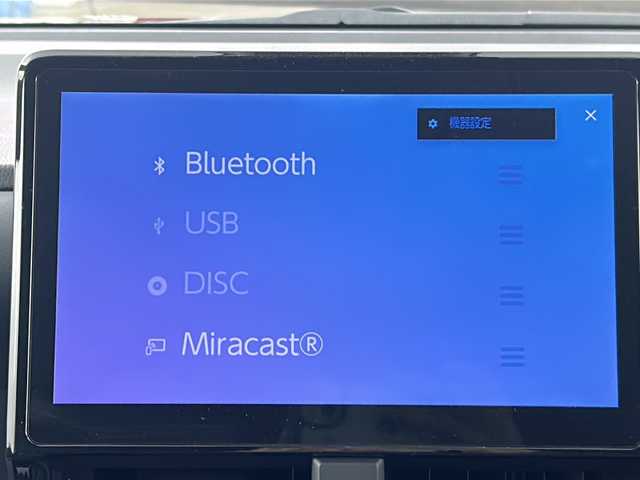 機器設定
Bluetooth
USB
DISC
Miracast®